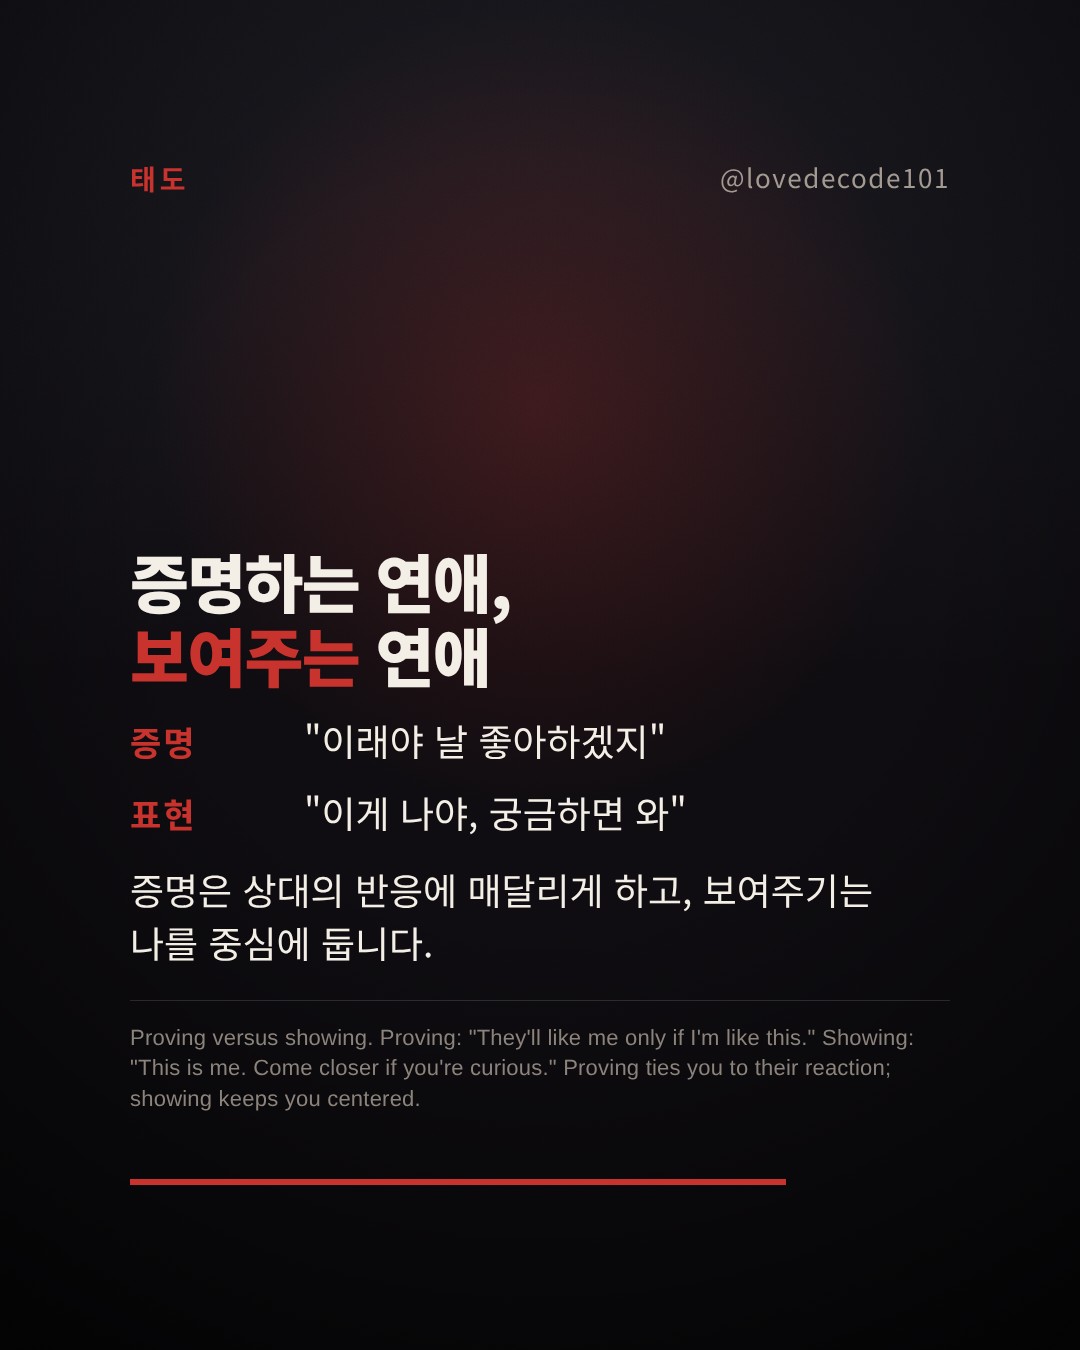 태도
@lovedecode101
증명하는 연애,
보여주는 연애
증명 "이래야 날 좋아하겠지"
표현 "이게 나야, 궁금하면 와"
증명은 상대의 반응에 매달리게 하고, 보여주기는
나를 중심에 둡니다.
Proving versus showing. Proving: "They'll like me only if I'm like this." Showing:
"This is me. Come closer if you're curious." Proving ties you to their reaction;
showing keeps you centered.